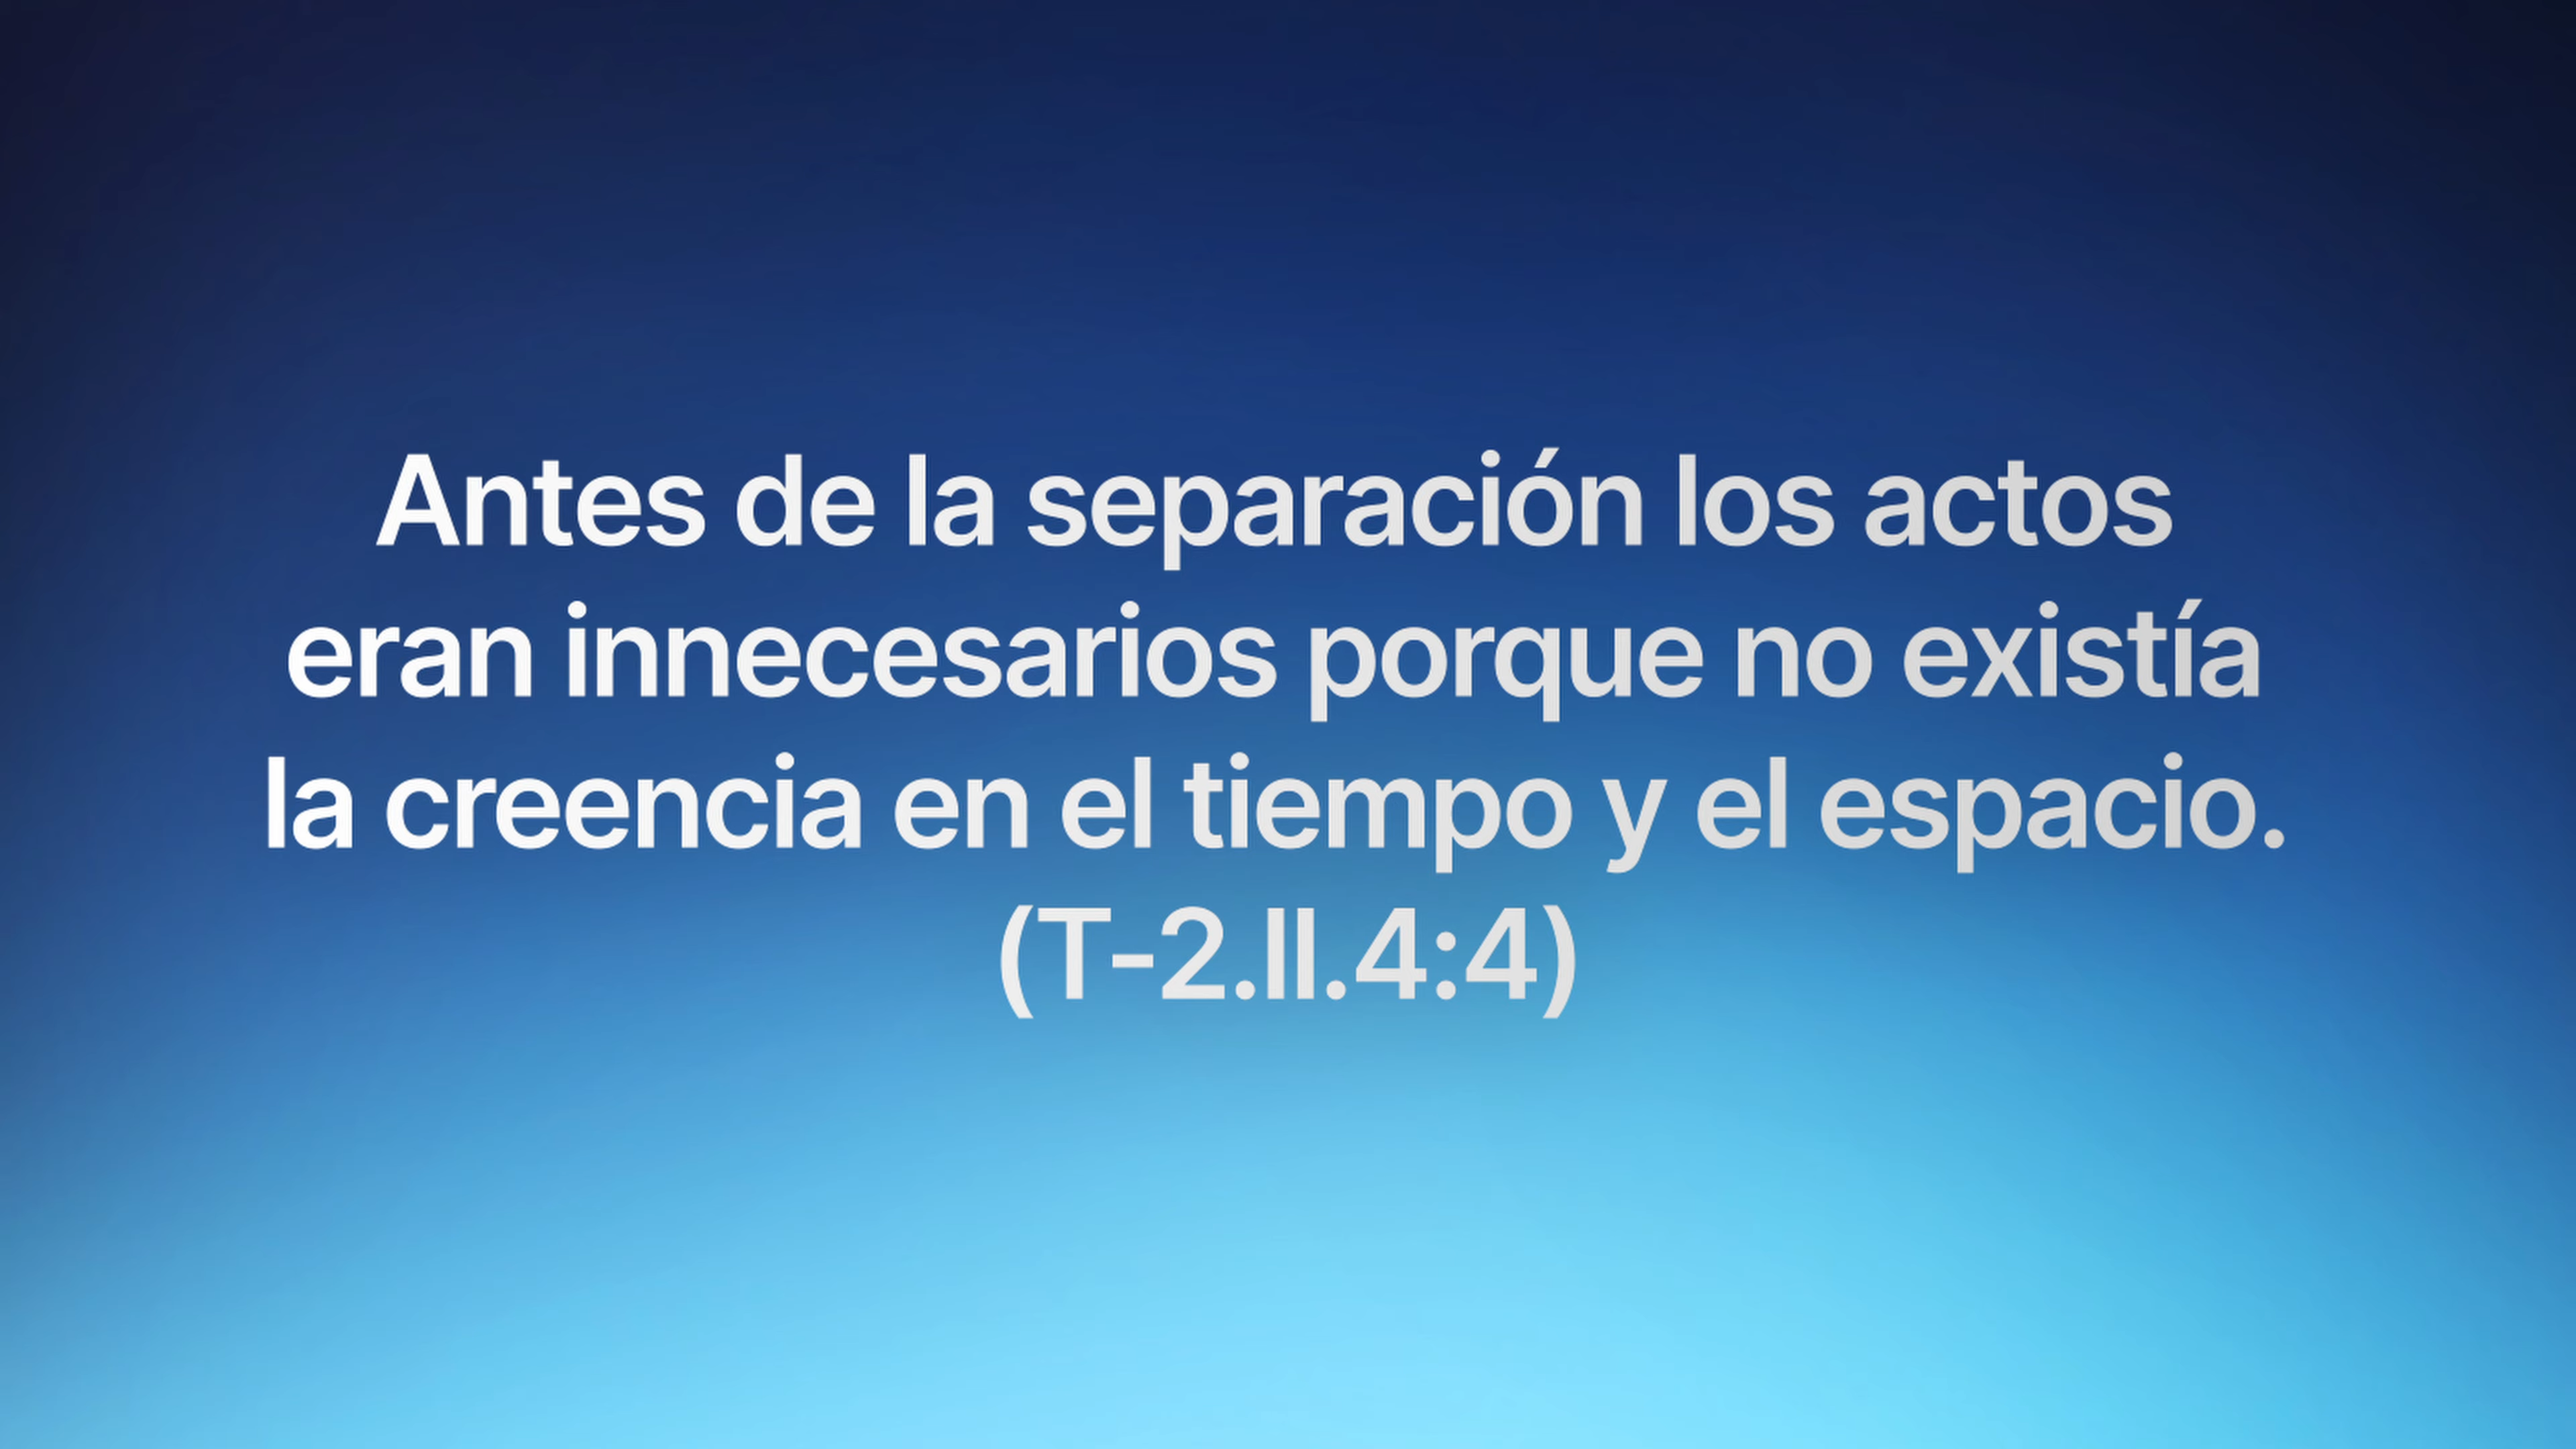 Antes de la separación los actos
eran innecesarios porque no existía
la creencia en el tiempo y el espacio.
(T-2.II.4:4)